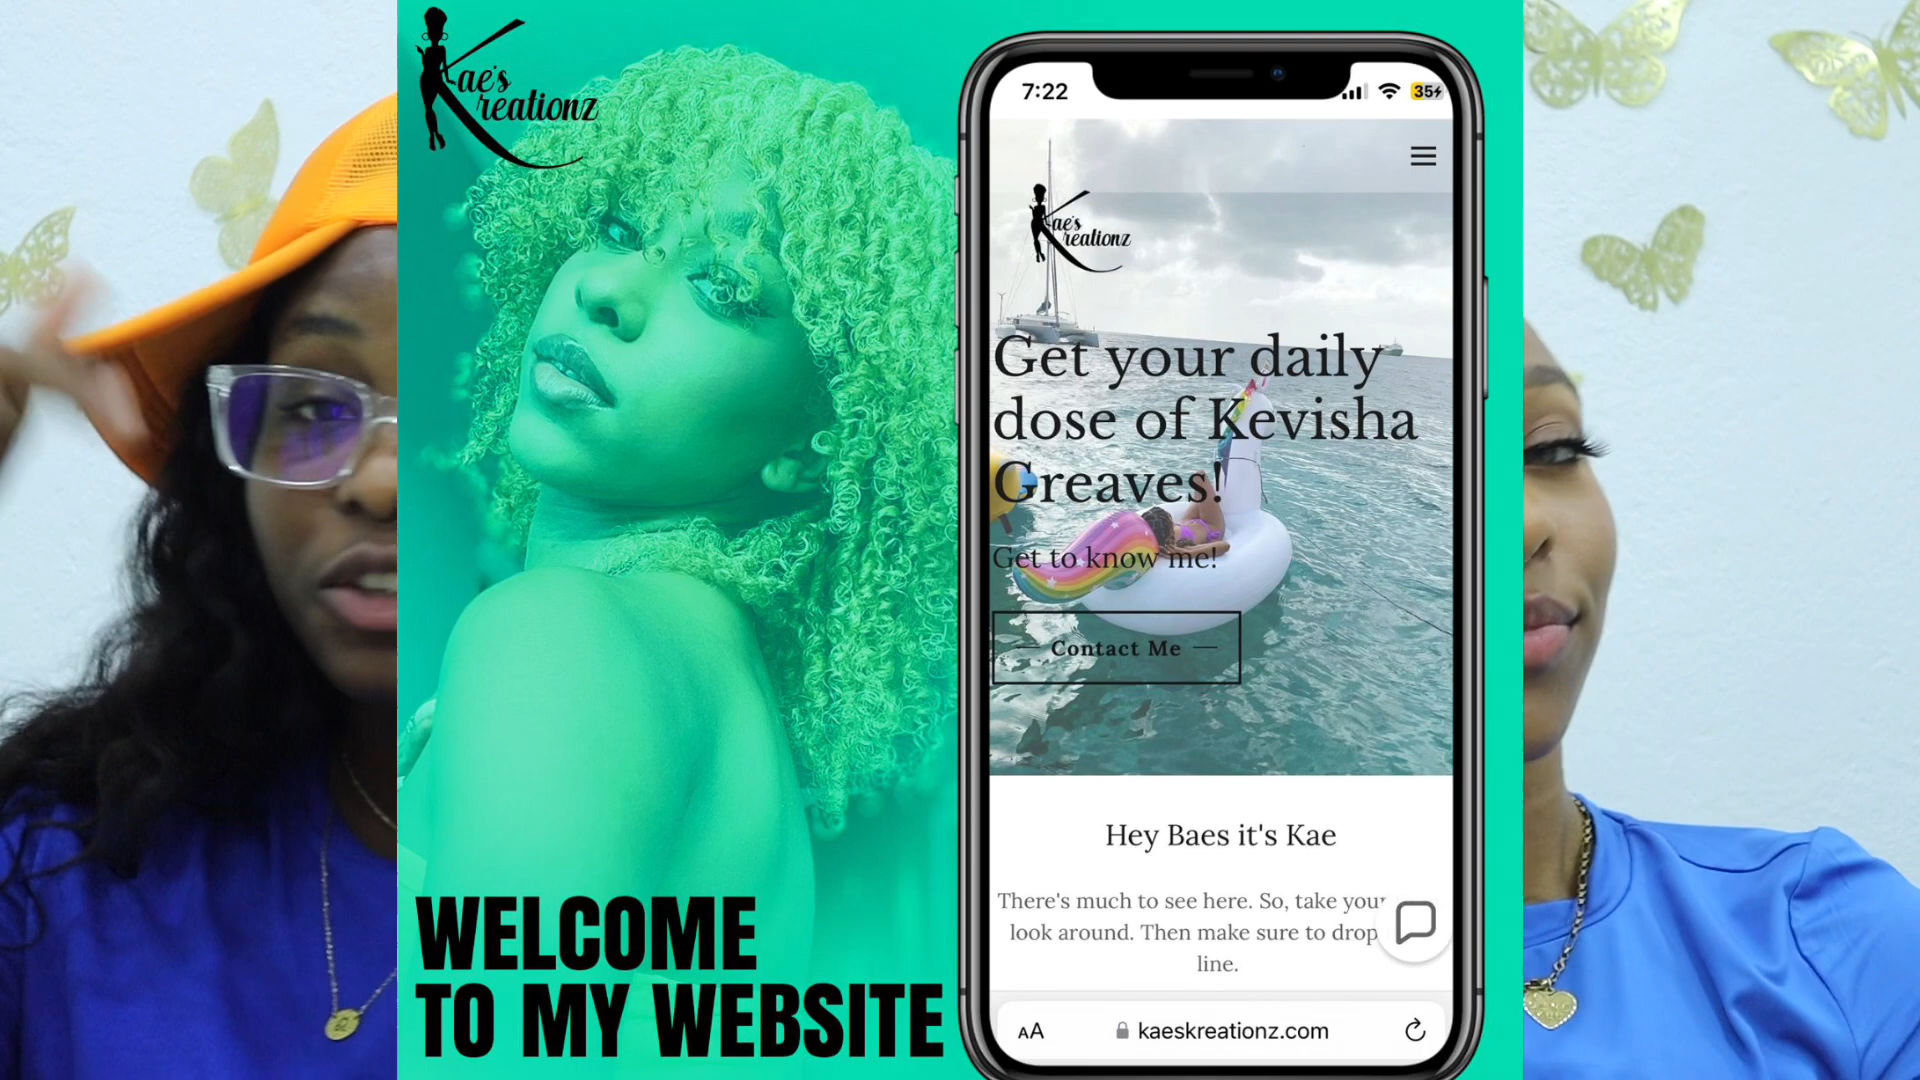 Kae's
Kreationz
WELCOME
TO MY WEBSITE
7:22
35
Kae's
Kreationz
Get your daily
dose of Kevisha
Greaves!
Get to know me!
Contact Me
Hey Baes it's Kae
There's much to see here. So, take your
look around. Then make sure to drop
line.
AA
kaeskreationz.com